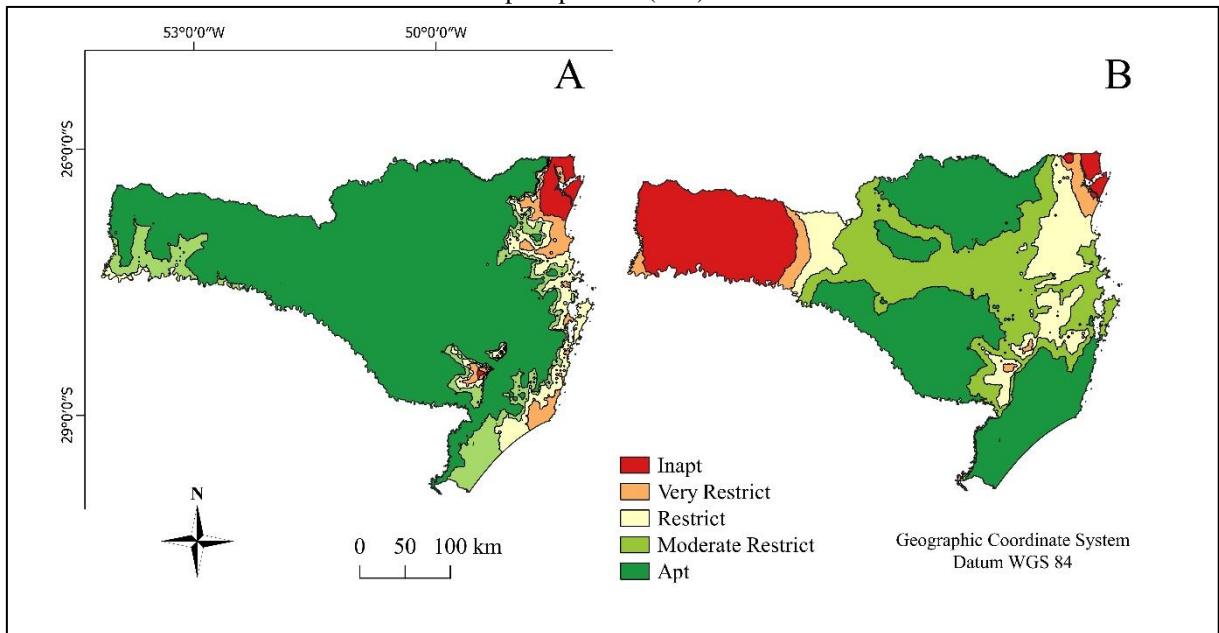 53°0'0"W
50°0'0"W
A
B
26°0'0"S
29°0'0"S
N
0 50 100 km
Inapt
Very Restrict
Restrict
Moderate Restrict
Apt
Geographic Coordinate System
Datum WGS 84